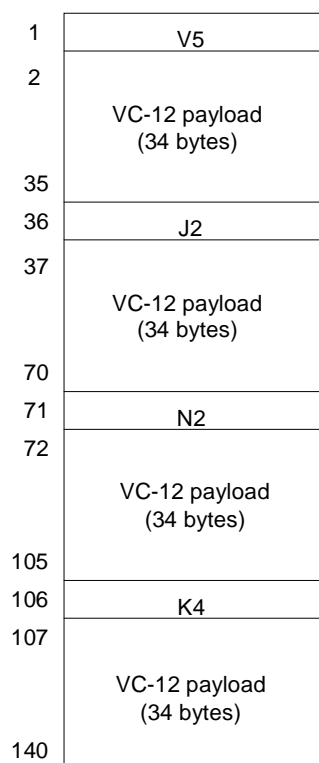 1
V5
2
VC-12 payload
(34 bytes)
35
36
J2
37
VC-12 payload
(34 bytes)
70
71
N2
72
VC-12 payload
(34 bytes)
105
106
K4
107
VC-12 payload
(34 bytes)
140